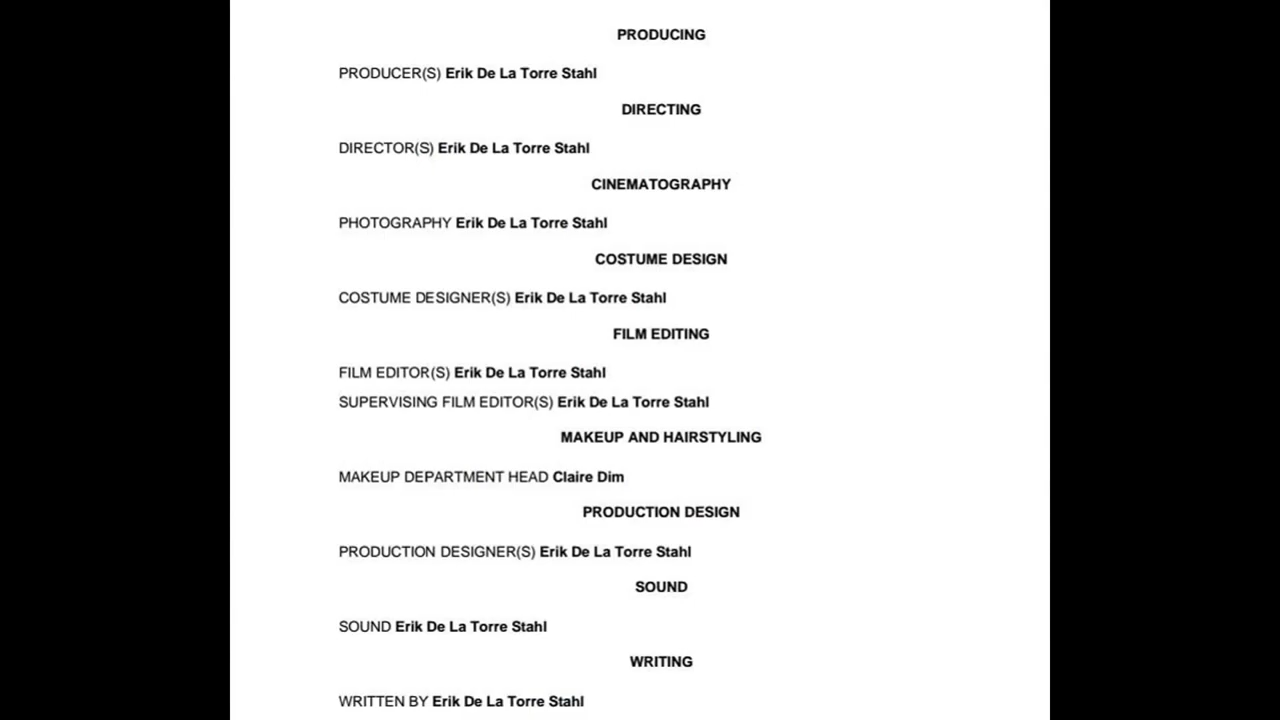 PRODUCING
PRODUCER(S) Erik De La Torre Stahl
DIRECTING
DIRECTOR(S) Erik De La Torre Stahl
CINEMATOGRAPHY
PHOTOGRAPHY Erik De La Torre Stahl
COSTUME DESIGN
COSTUME DESIGNER(S) Erik De La Torre Stahl
FILM EDITING
FILM EDITOR(S) Erik De La Torre Stahl
SUPERVISING FILM EDITOR(S) Erik De La Torre Stahl
MAKEUP AND HAIRSTYLING
MAKEUP DEPARTMENT HEAD Claire Dim
PRODUCTION DESIGN
PRODUCTION DESIGNER(S) Erik De La Torre Stahl
SOUND
SOUND Erik De La Torre Stahl
WRITING
WRITTEN BY Erik De La Torre Stahl